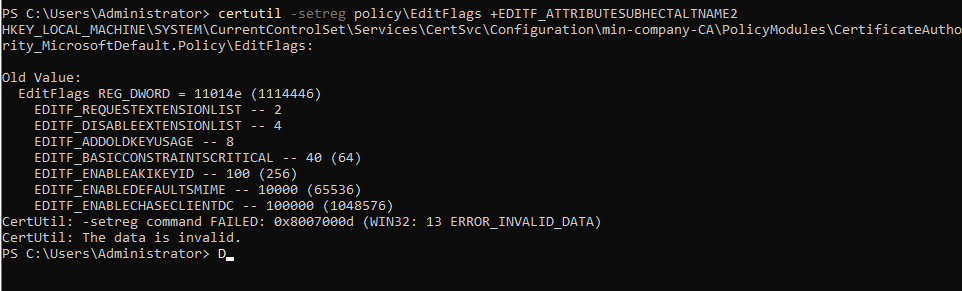 PS C:\Users\Administrator> certutil -setreg policy\EditFlags +EDITF_ATTRIBUTESUBHECTALTNAME2
HKEY_LOCAL_MACHINE\SYSTEM\CurrentControlSet\Services\CertSvc\Configuration\min-company-CA\PolicyModules\CertificateAutho
rity_MicrosoftDefault.Policy\EditFlags:
Old Value:
EditFlags REG_DWORD = 11014e (1114446)
EDITF_REQUESTEXTENSIONLIST -- 2
EDITF_DISABLEEXTENSIONLIST -- 4
EDITF_ADDOLDKEYUSAGE -- 8
EDITF_BASICCONSTRAINTSCRITICAL -- 40 (64)
EDITF_ENABLEAKIKEYID -- 100 (256)
EDITF_ENABLEDEFAULTSMIME -- 10000 (65536)
EDITF_ENABLECHASECLIENTDC -- 100000 (1048576)
CertUtil: -setreg command FAILED: 0x8007000d (WIN32: 13 ERROR_INVALID_DATA)
CertUtil: The data is invalid.
PS C:\Users\Administrator> D_